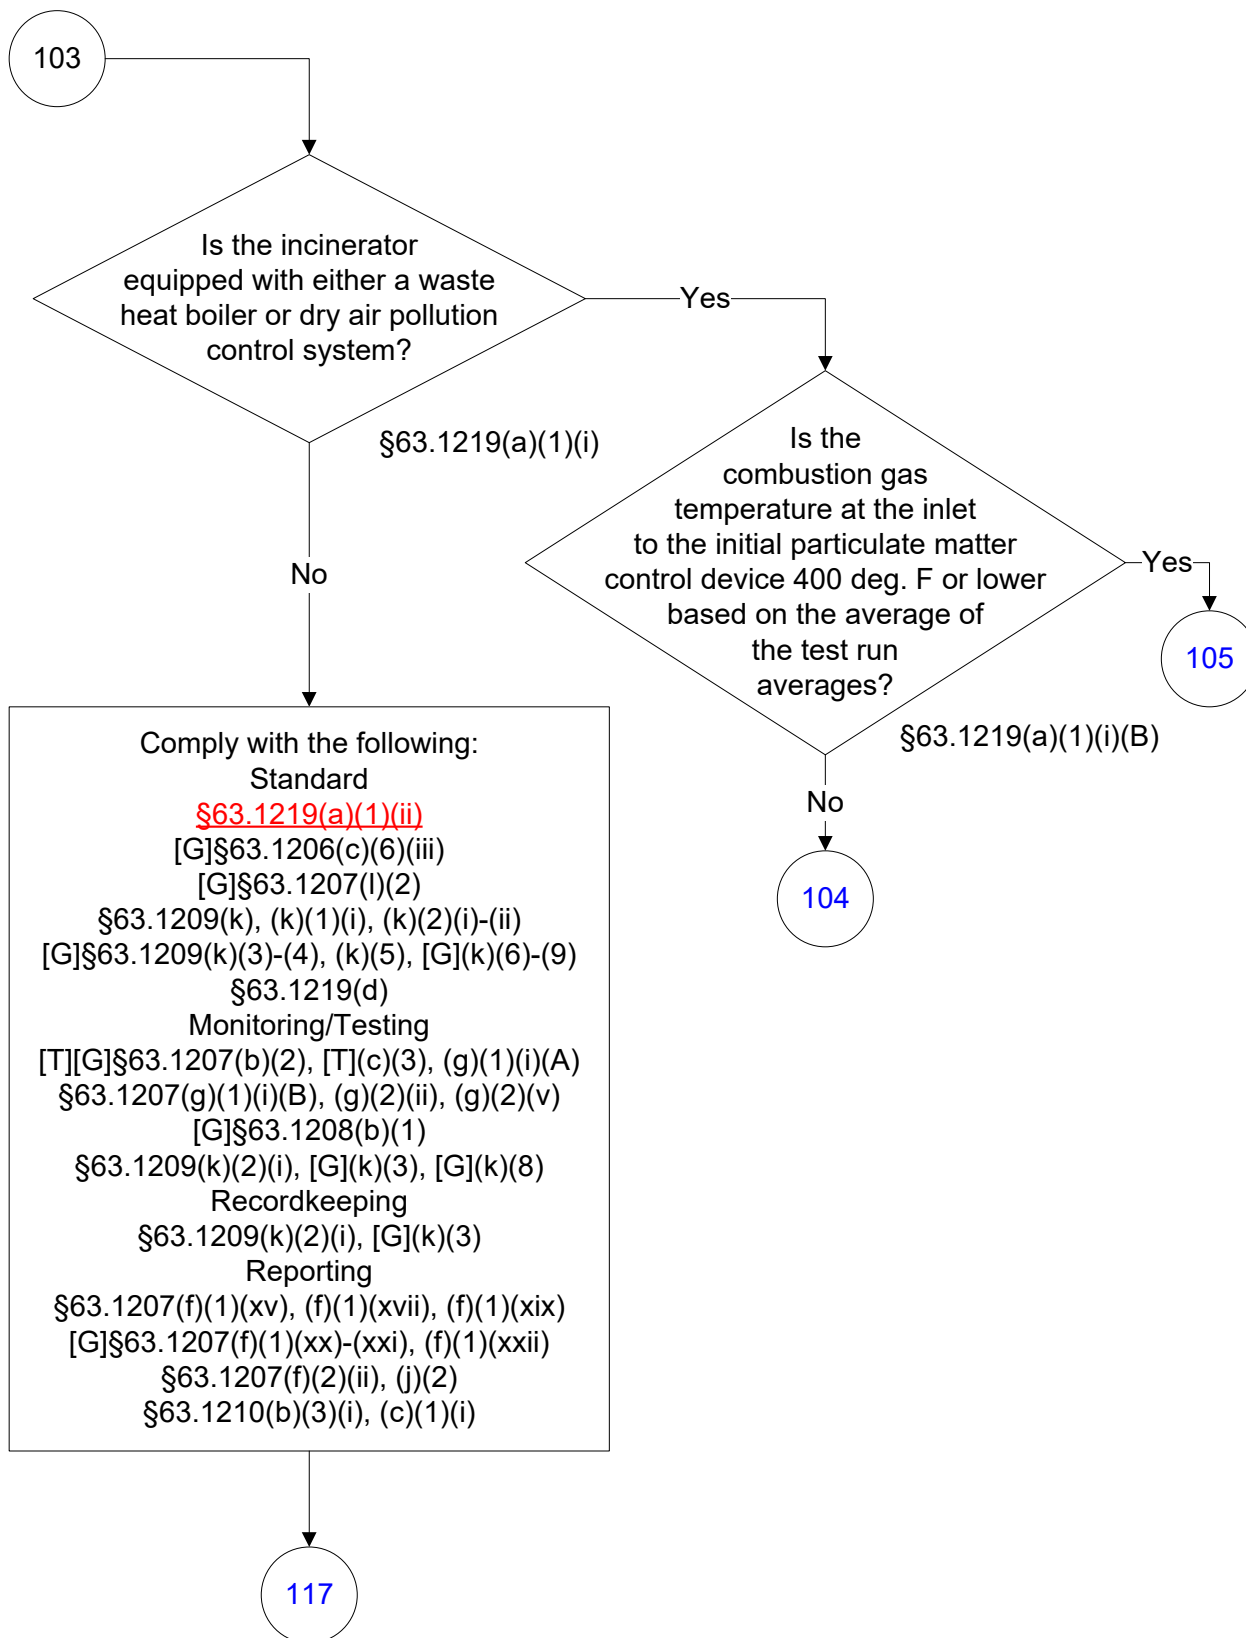 103
Is the incinerator
equipped with either a waste
heat boiler or dry air pollution
control system?
Yes
§63.1219(a)(1)(i)
No
Is the
combustion gas
temperature at the inlet
to the initial particulate matter
control device 400 deg. F or lower
based on the average of
the test run
averages?
Yes
105
§63.1219(a)(1)(i)(B)
No
104
Comply with the following:
Standard
§63.1219(a)(1)(ii)
[G]§63.1206(c)(6)(iii)
[G]§63.1207(l)(2)
§63.1209(k), (k)(1)(i), (k)(2)(i)-(ii)
[G]§63.1209(k)(3)-(4), (k)(5), [G](k)(6)-(9)
§63.1219(d)
Monitoring/Testing
[T][G]§63.1207(b)(2), [T](c)(3), (g)(1)(i)(A)
§63.1207(g)(1)(i)(B), (g)(2)(ii), (g)(2)(v)
[G]§63.1208(b)(1)
§63.1209(k)(2)(i), [G](k)(3), [G](k)(8)
Recordkeeping
§63.1209(k)(2)(i), [G](k)(3)
Reporting
§63.1207(f)(1)(xv), (f)(1)(xvii), (f)(1)(xix)
[G]§63.1207(f)(1)(xx)-(xxi), (f)(1)(xxii)
§63.1207(f)(2)(ii), (j)(2)
§63.1210(b)(3)(i), (c)(1)(i)
117